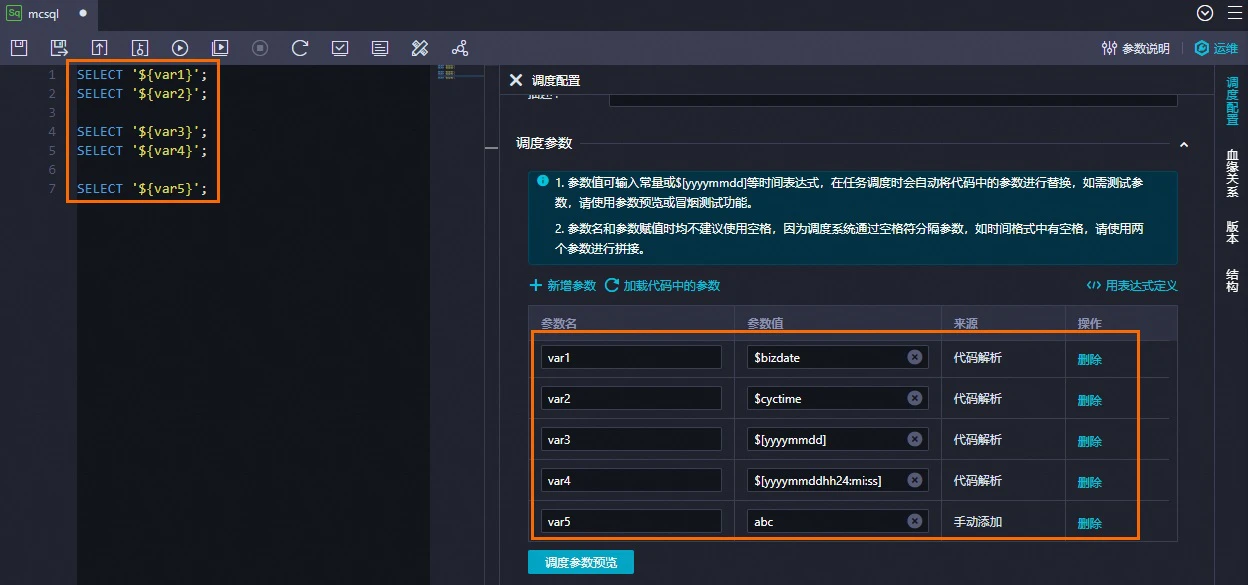 Sq mcsql
参数说明 运维
1 SELECT '${var1}';
2 SELECT '${var2}';
3
4 SELECT '${var3}';
5 SELECT '${var4}';
6
7 SELECT '${var5}';
调度配置
描述：
调度参数
1. 参数值可输入常量或$[yyyymmdd]等时间表达式，在任务调度时会自动将代码中的参数进行替换，如需测试参
数，请使用参数预览或冒烟测试功能。
2. 参数名和参数赋值时均不建议使用空格，因为调度系统通过空格符分隔参数，如时间格式中有空格，请使用两
个参数进行拼接。
新增参数 加载代码中的参数 用表达式定义
参数名 参数值 来源 操作
var1 $bizdate 代码解析 删除
var2 $cyctime 代码解析 删除
var3 $[yyyymmdd] 代码解析 删除
var4 $[yyyymmddhh24:mi:ss] 代码解析 删除
var5 abc 手动添加 删除
调度参数预览
调度配置
血缘关系
版本
结构